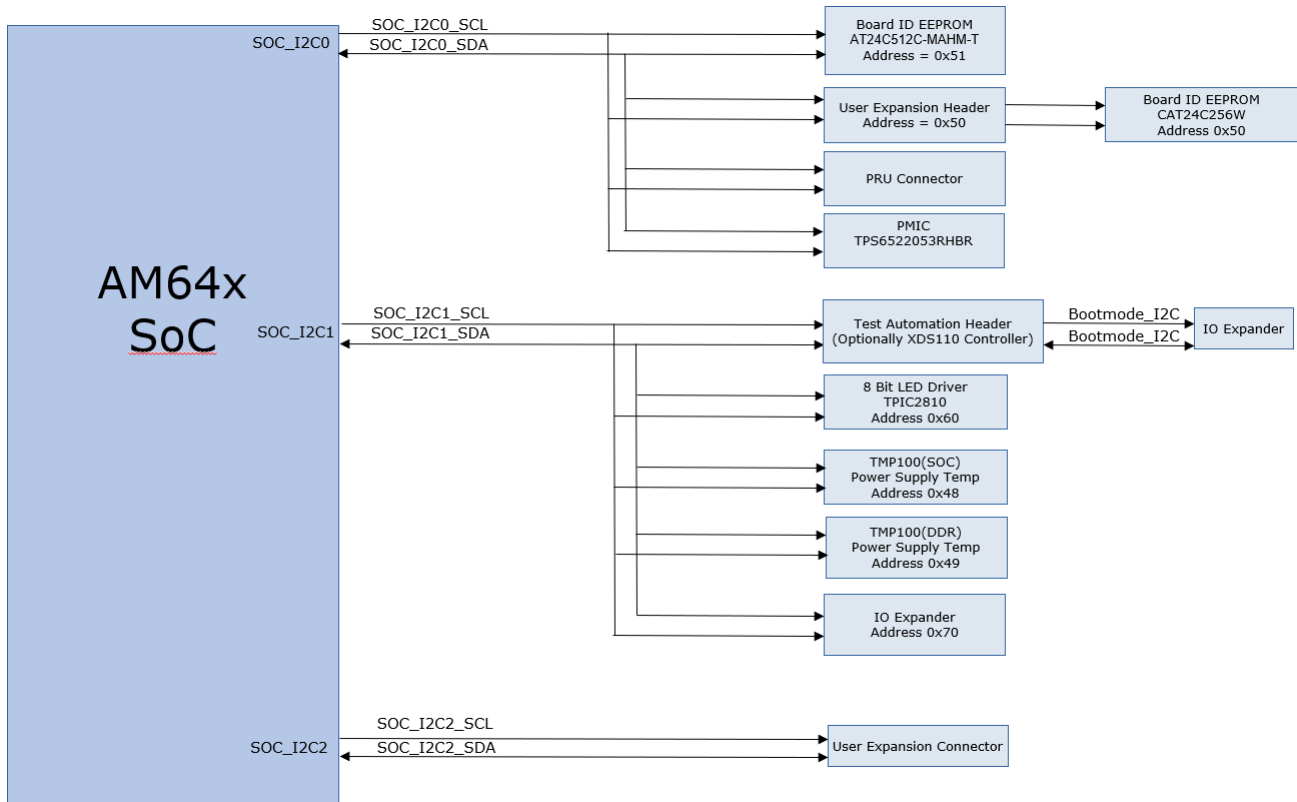 AM64x
SoC
SOC_I2C0
SOC_I2C0_SCL
SOC_I2C0_SDA
Board ID EEPROM
AT24C512C-MAHM-T
Address = 0x51
User Expansion Header
Address = 0x50
Board ID EEPROM
CAT24C256W
Address 0x50
PRU Connector
PMIC
TPS6522053RHBR
SOC_I2C1
SOC_I2C1_SCL
SOC_I2C1_SDA
Test Automation Header
(Optionally XDS110 Controller)
Bootmode_I2C
Bootmode_I2C
IO Expander
8 Bit LED Driver
TPIC2810
Address 0x60
TMP100(SOC)
Power Supply Temp
Address 0x48
TMP100(DDR)
Power Supply Temp
Address 0x49
IO Expander
Address 0x70
SOC_I2C2
SOC_I2C2_SCL
SOC_I2C2_SDA
User Expansion Connector